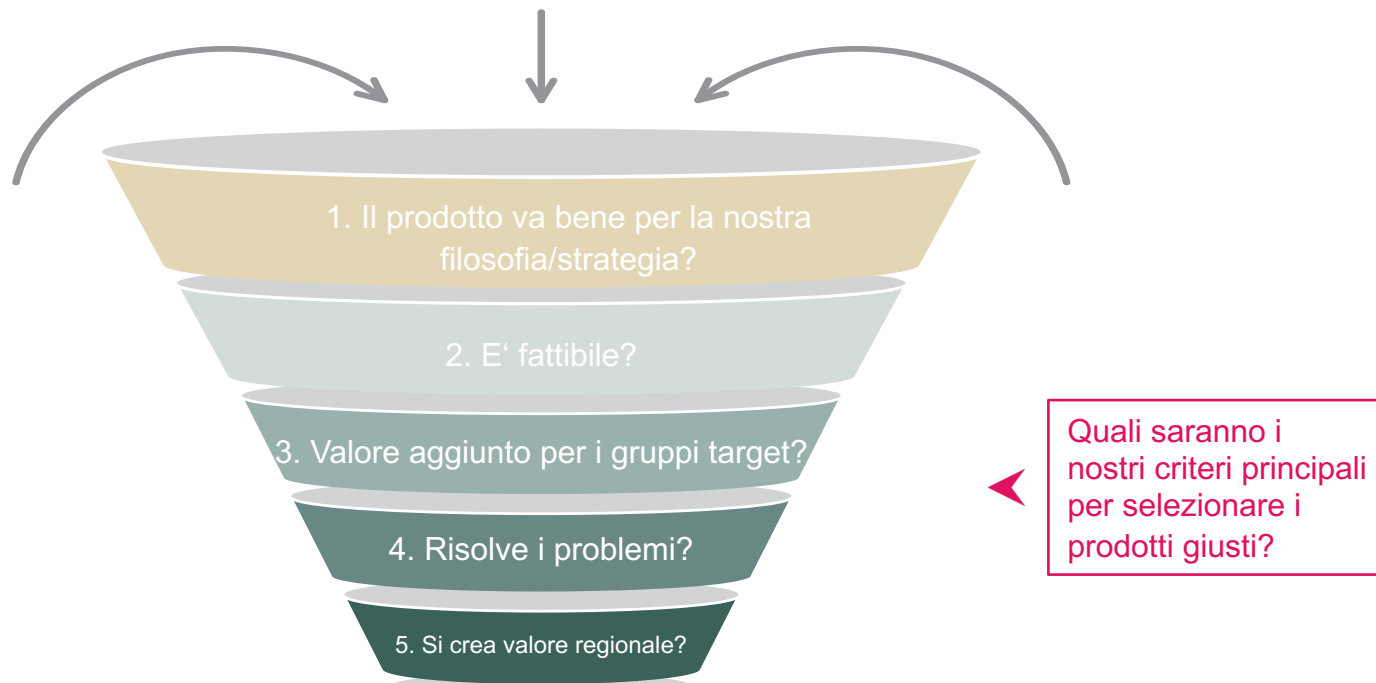 1. Il prodotto va bene per la nostra
filosofia/strategia?
2. E‘ fattibile?
3. Valore aggiunto per i gruppi target?
4. Risolve i problemi?
5. Si crea valore regionale?
Quali saranno i
nostri criteri principali
per selezionare i
prodotti giusti?